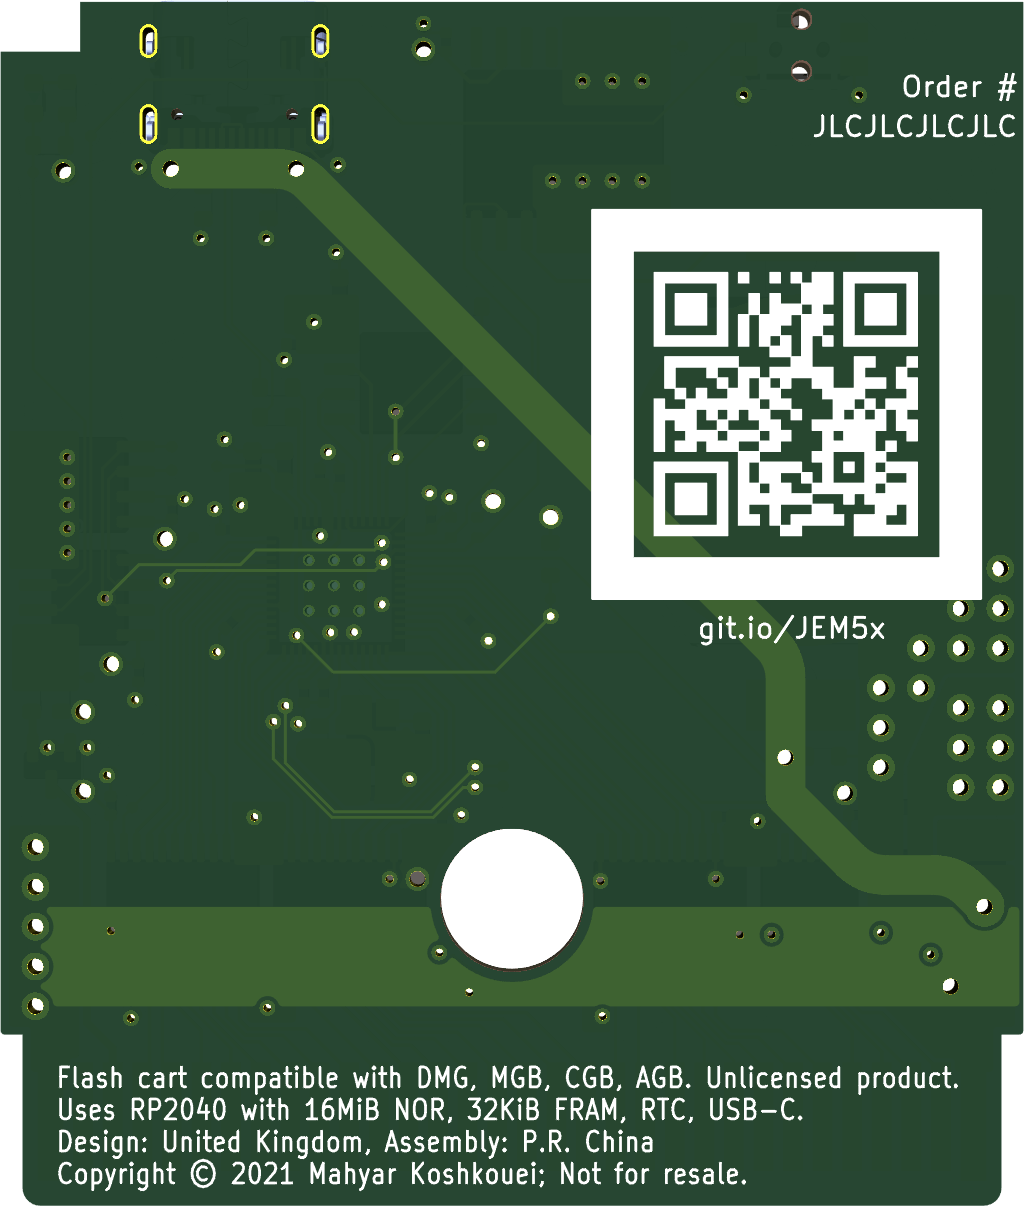 Order #
JLCJLCJLCJLC
git.io/JEM5x
Flash cart compatible with DMG, MGB, CGB, AGB. Unlicensed product.
Uses RP2040 with 16MiB NOR, 32KiB FRAM, RTC, USB-C.
Design: United Kingdom, Assembly: P.R. China
Copyright © 2021 Mahyar Koshkouei; Not for resale.